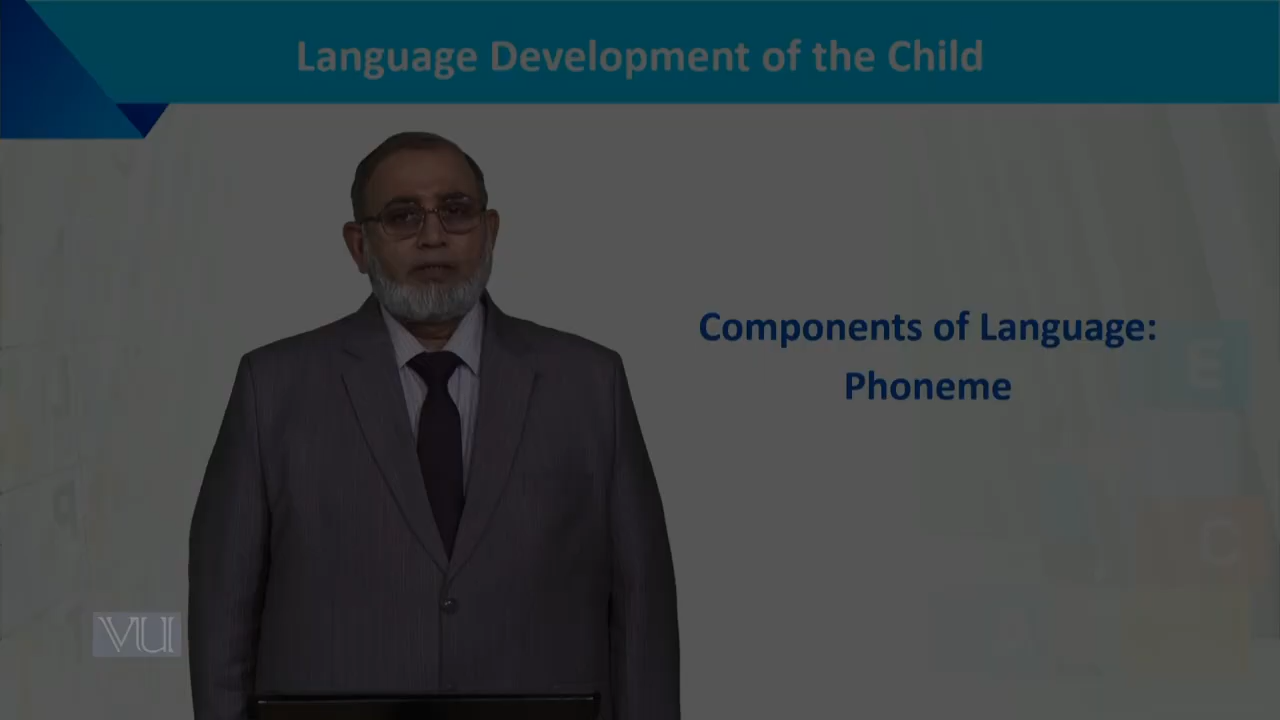 Language Development of the Child
Components of Language:
Phoneme
E
C
VU